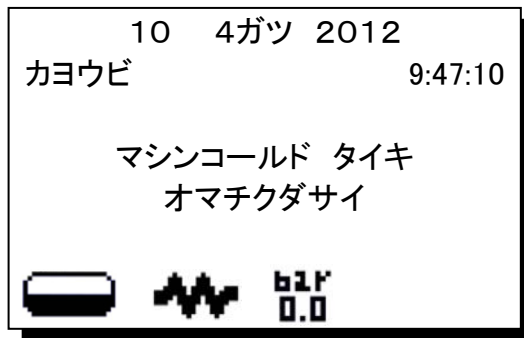 10 4ガツ 2012
カヨウビ 9:47:10
マシンコールド タイキ
オマチクダサイ
bar
0.0